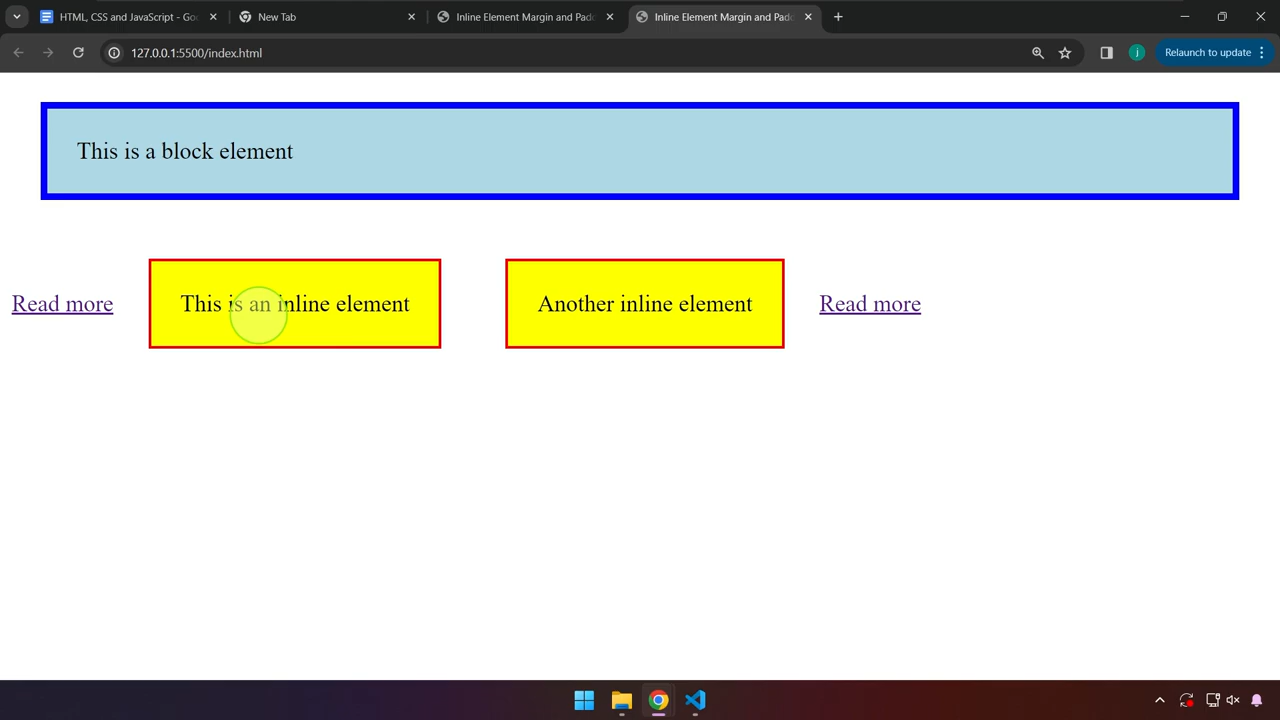 HTML, CSS and JavaScript - Go
New Tab
Inline Element Margin and Pad
Inline Element Margin and Pad
127.0.0.1:5500/index.html
j
Relaunch to update
This is a block element
Read more
This is an inline element
Another inline element
Read more